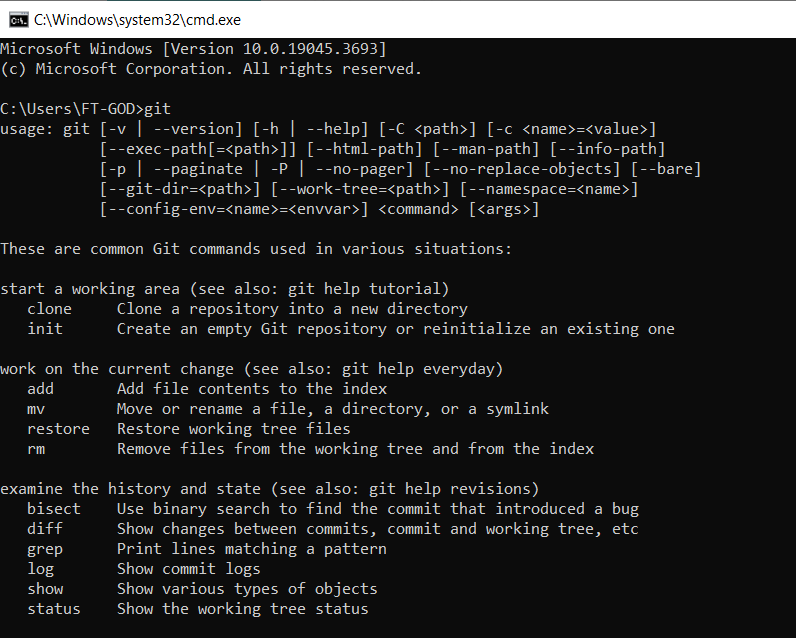 C:\Windows\system32\cmd.exe
Microsoft Windows [Version 10.0.19045.3693]
(c) Microsoft Corporation. All rights reserved.
C:\Users\FT-GOD>git
usage: git [-v | --version] [-h | --help] [-C <path>] [-c <name>=<value>]
           [--exec-path[=<path>]] [--html-path] [--man-path] [--info-path]
           [-p | --paginate | -P | --no-pager] [--no-replace-objects] [--bare]
           [--git-dir=<path>] [--work-tree=<path>] [--namespace=<name>]
           [--config-env=<name>=<envvar>] <command> [<args>]
These are common Git commands used in various situations:
start a working area (see also: git help tutorial)
   clone     Clone a repository into a new directory
   init      Create an empty Git repository or reinitialize an existing one
work on the current change (see also: git help everyday)
   add       Add file contents to the index
   mv        Move or rename a file, a directory, or a symlink
   restore   Restore working tree files
   rm        Remove files from the working tree and from the index
examine the history and state (see also: git help revisions)
   bisect    Use binary search to find the commit that introduced a bug
   diff      Show changes between commits, commit and working tree, etc
   grep      Print lines matching a pattern
   log       Show commit logs
   show      Show various types of objects
   status    Show the working tree status